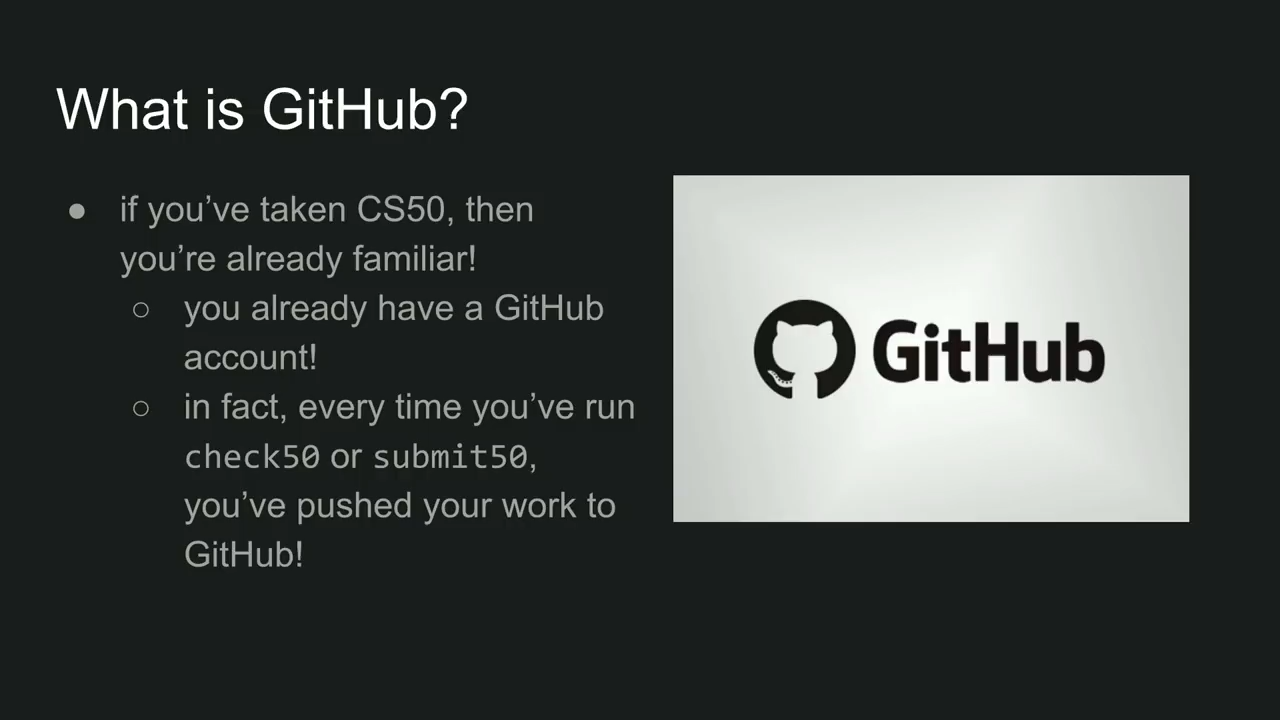 What is GitHub?
● if you’ve taken CS50, then
you’re already familiar!
○ you already have a GitHub
account!
○ in fact, every time you’ve run
check50 or submit50,
you’ve pushed your work to
GitHub!
GitHub